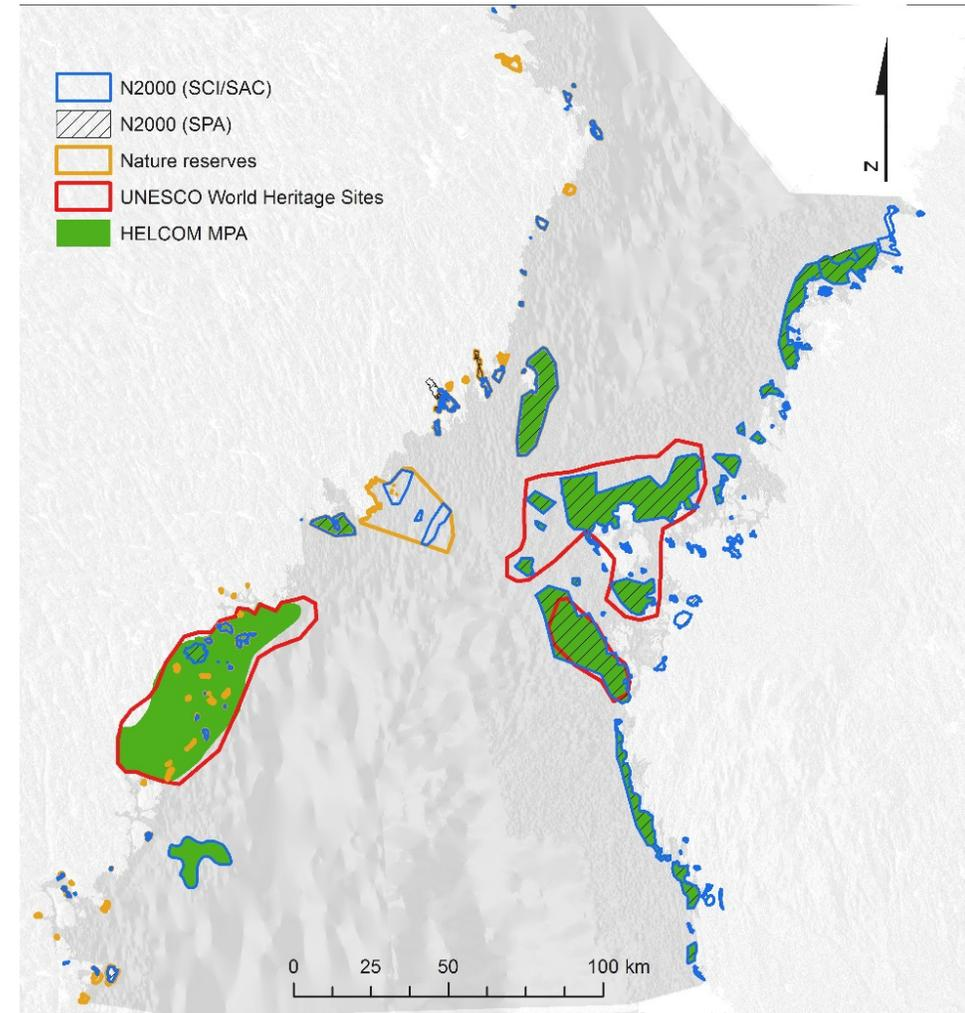 N2000 (SCI/SAC)
N2000 (SPA)
Nature reserves
UNESCO World Heritage Sites
HELCOM MPA
N
0 25 50 100 km